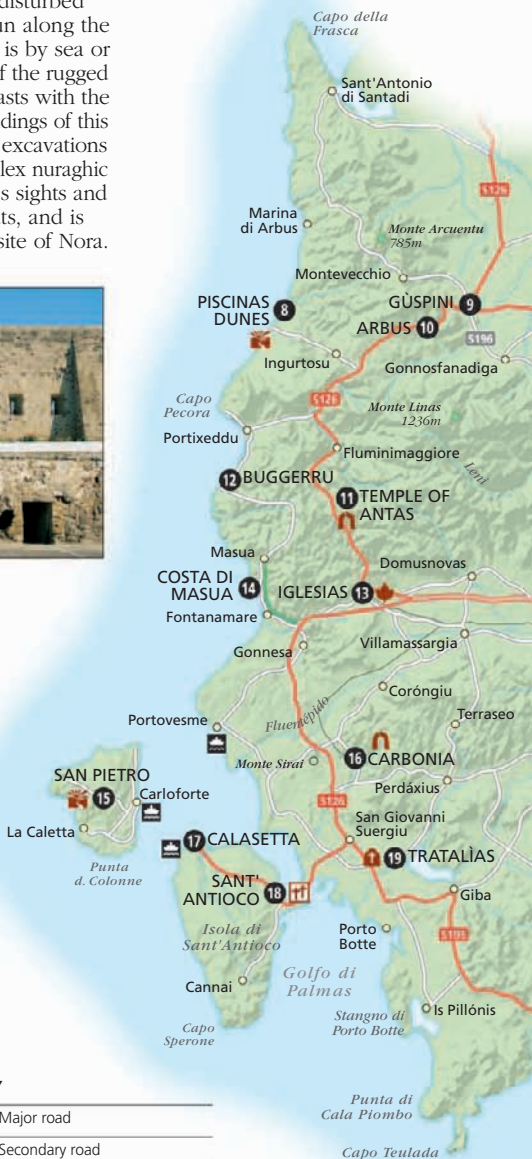 disturbed
un along the
is by sea or
f the rugged
asts with the
dings of this
excavations
lex nuraghic
s sights and
ts, and is
site of Nora.
Capo della
Frasca
Sant'Antonio
di Santadi
S126
Marina
di Arbus
Monte Arcuentu
785m
Montevecchio
PISCINAS
DUNES 8
GÙSPINI 9
ARBUS 10
S196
Ingurtosu
Gonnosfanadiga
Capo
Pecora
S126
Monte Linas
1236m
Portixeddu
Fluminimaggiore
Leni
12 BUGGERRU
11 TEMPLE OF
ANTAS
Masua
Domusnovas
COSTA DI
MASUA 14
IGLESIAS 13
Fontanamare
Villamassargia
Gonnesa
Coróngiu
Portovesme
Flumentépido
Terraseo
Monte Sirai
16 CARBONIA
SAN PIETRO
15
Carloforte
Perdáxius
S126
La Caletta
San Giovanni
Suergiu
17 CALASETTA
19 TRATALÌAS
Punta
d. Colonne
SANT'
ANTIOCO 18
Giba
Isola di
Sant'Antioco
Porto
Botte
S195
Golfo di
Palmas
Cannai
Stangno di
Porto Botte
Is Pillónis
Capo
Sperone
Punta di
Cala Piombo
Major road
Secondary road
Capo Teulada